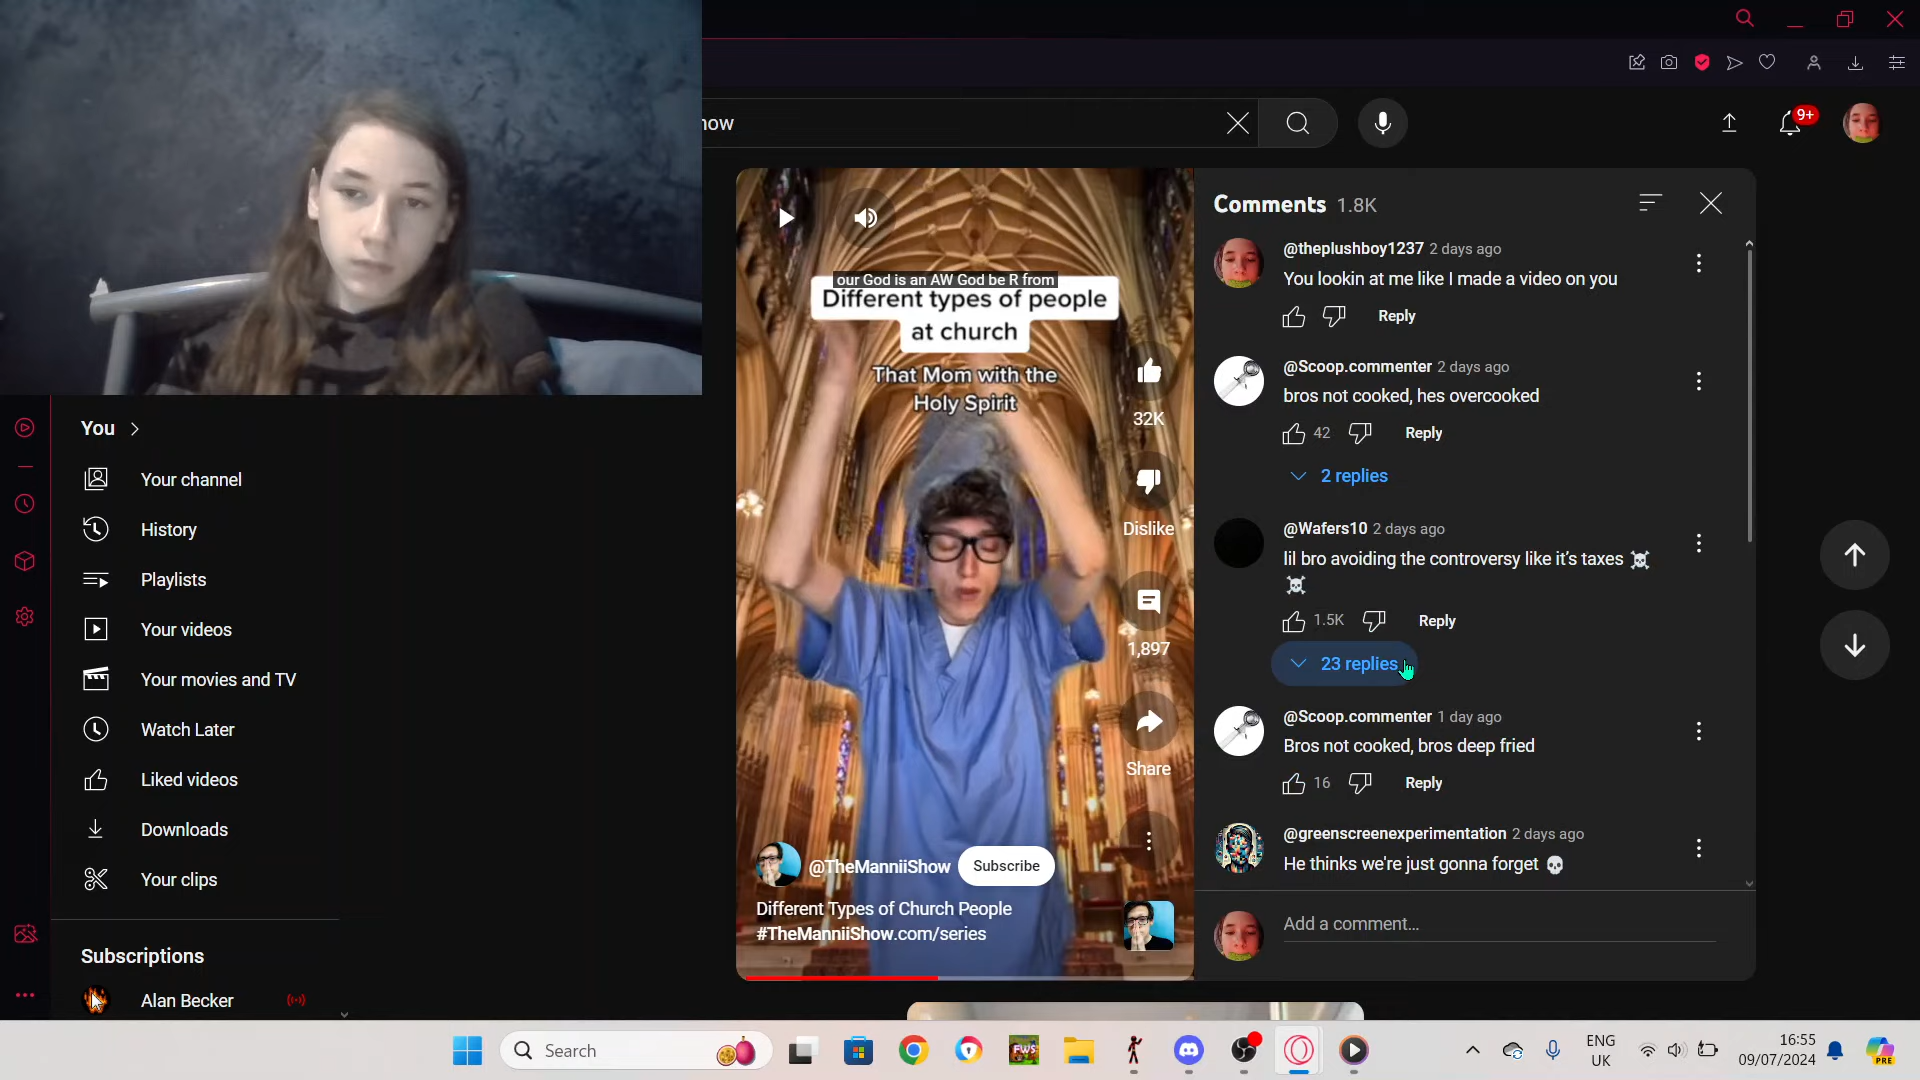 now
9+
Comments 1.8K
@theplushboy1237 2 days ago
You lookin at me like I made a video on you
Reply
@Scoop.commenter 2 days ago
bros not cooked, hes overcooked
42
Reply
2 replies
@Wafers10 2 days ago
lil bro avoiding the controversy like it's taxes ☠️
☠️
1.5K
Reply
23 replies
@Scoop.commenter 1 day ago
Bros not cooked, bros deep fried
16
Reply
@greenscreenexperimentation 2 days ago
He thinks we're just gonna forget 💀
Add a comment...
our God is an AW God be R from
Different types of people
at church
That Mom with the
Holy Spirit
32K
Dislike
1,897
Share
@TheManniiShow
Subscribe
Different Types of Church People
#TheManniiShow.com/series
You
Your channel
History
Playlists
Your videos
Your movies and TV
Watch Later
Liked videos
Downloads
Your clips
Subscriptions
Alan Becker
Search
FWS
ENG
UK
16:55
09/07/2024
PRE